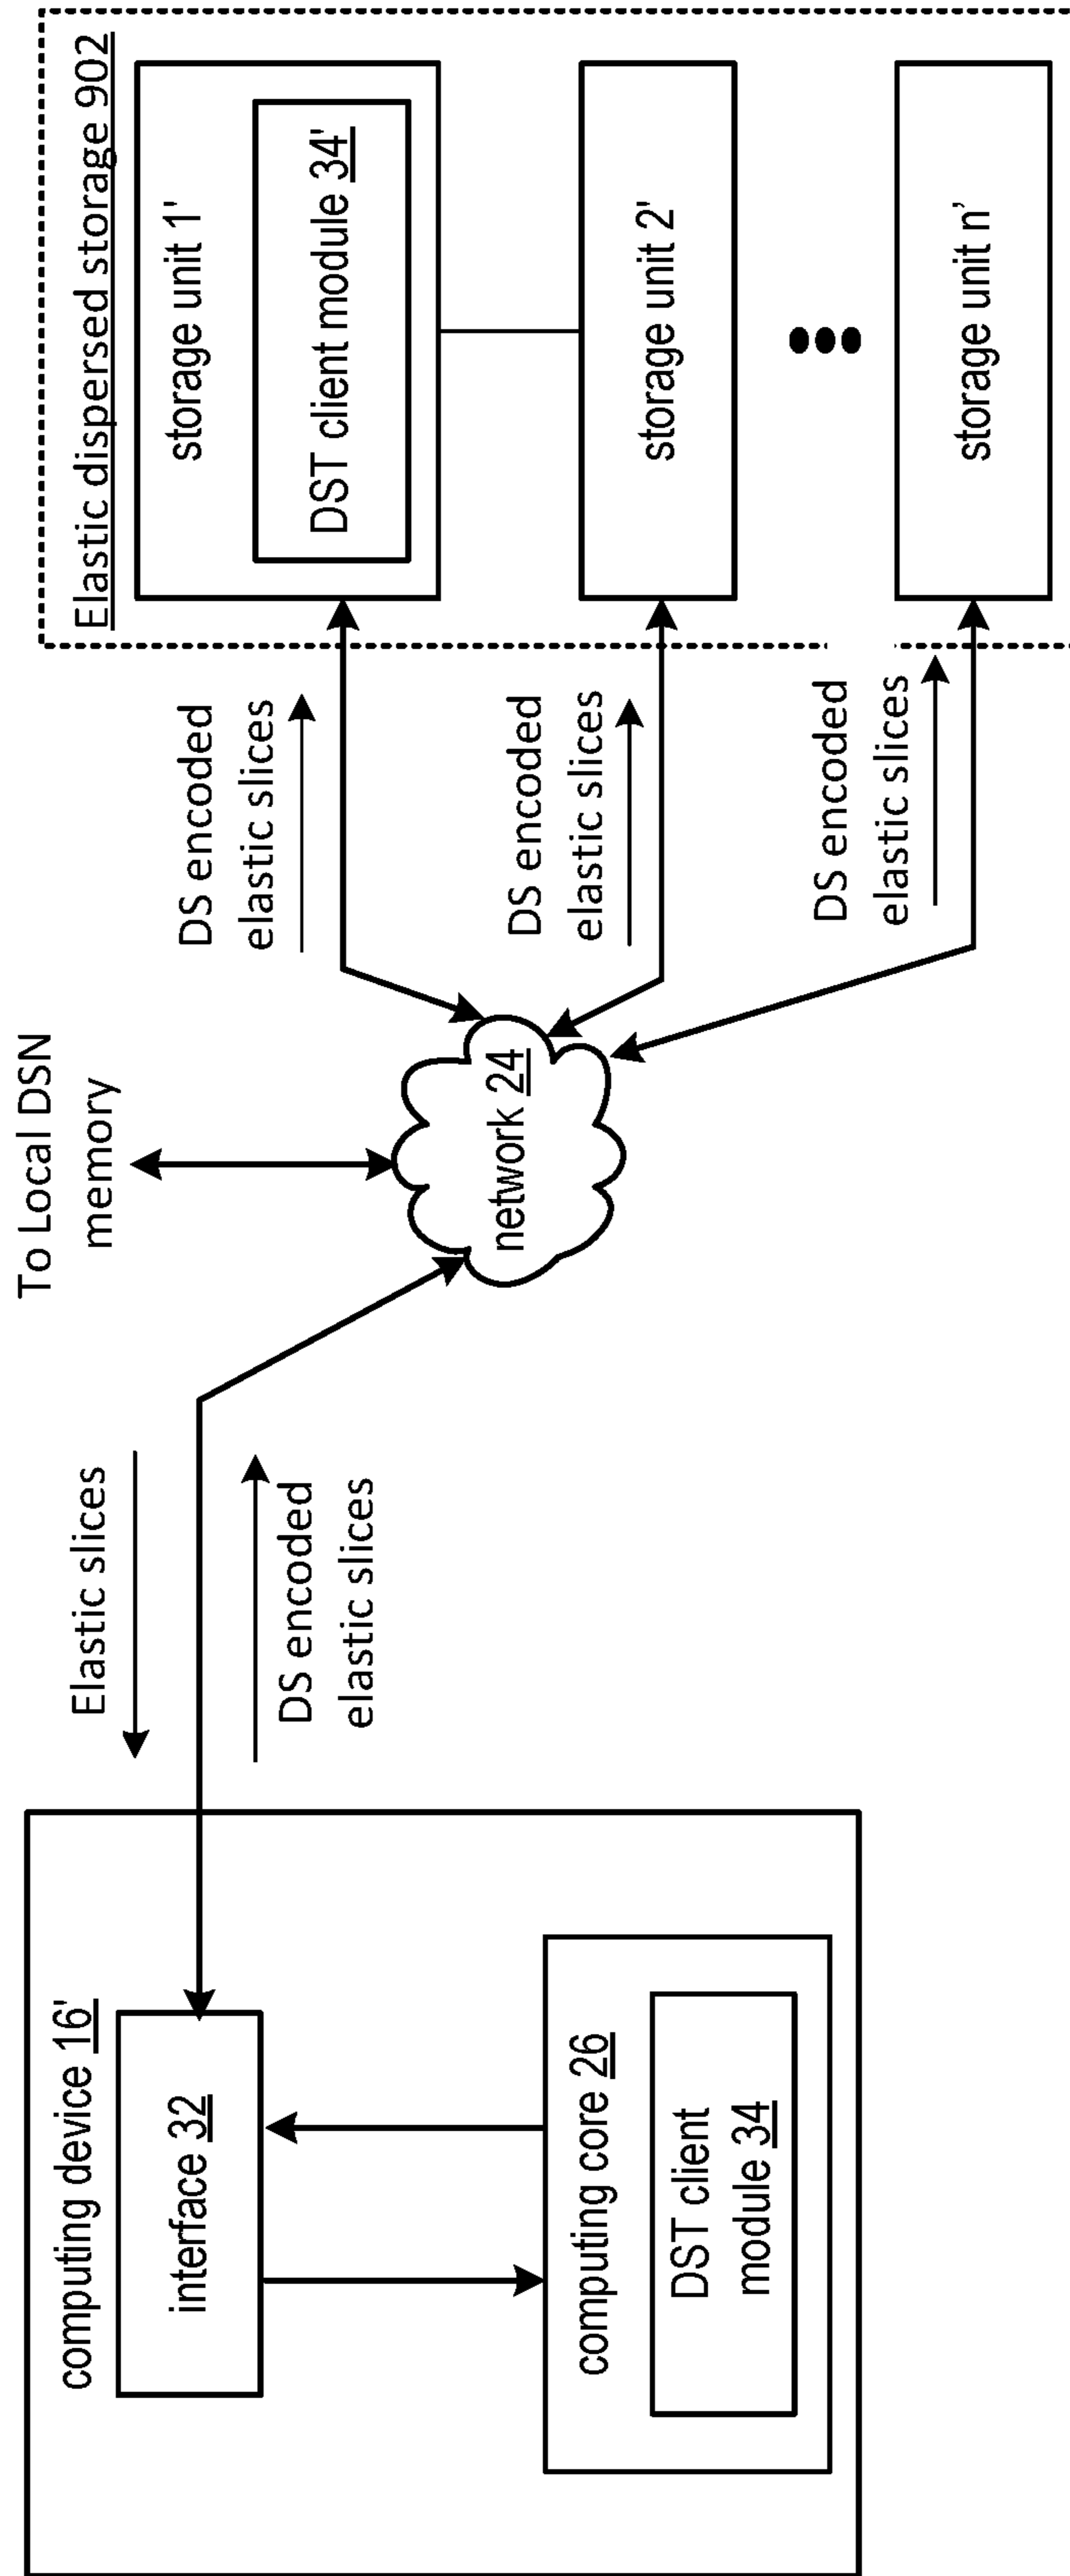 computing device 16'
interface 32
computing core 26
DST client
module 34
Elastic slices
DS encoded
elastic slices
To Local DSN
memory
network 24
DS encoded
elastic slices
DS encoded
elastic slices
DS encoded
elastic slices
Elastic dispersed storage 902
storage unit 1'
DST client module 34'
storage unit 2'
storage unit n’